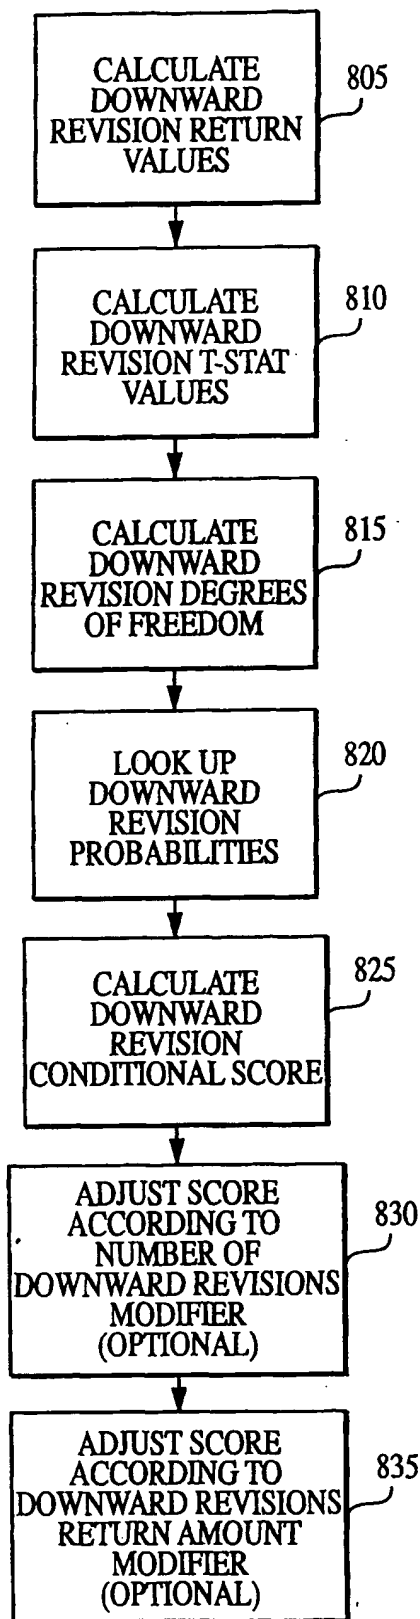 CALCULATE
DOWNWARD
REVISION RETURN
VALUES
805
CALCULATE
DOWNWARD
REVISION T-STAT
VALUES
810
CALCULATE
DOWNWARD
REVISION DEGREES
OF FREEDOM
815
LOOK UP
DOWNWARD
REVISION
PROBABILITIES
820
CALCULATE
DOWNWARD
REVISION
CONDITIONAL SCORE
825
ADJUST SCORE
ACCORDING TO
NUMBER OF
DOWNWARD REVISIONS
MODIFIER
(OPTIONAL)
830
ADJUST SCORE
ACCORDING TO
DOWNWARD REVISIONS
RETURN AMOUNT
MODIFIER
(OPTIONAL)
835